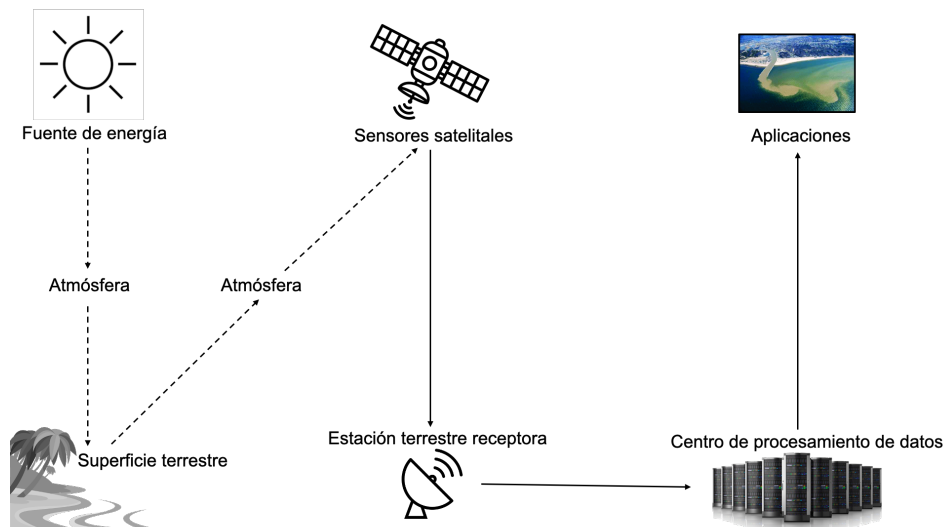 Fuente de energía
Sensores satelitales
Aplicaciones
Atmósfera
Atmósfera
Superficie terrestre
Estación terrestre receptora
Centro de procesamiento de datos